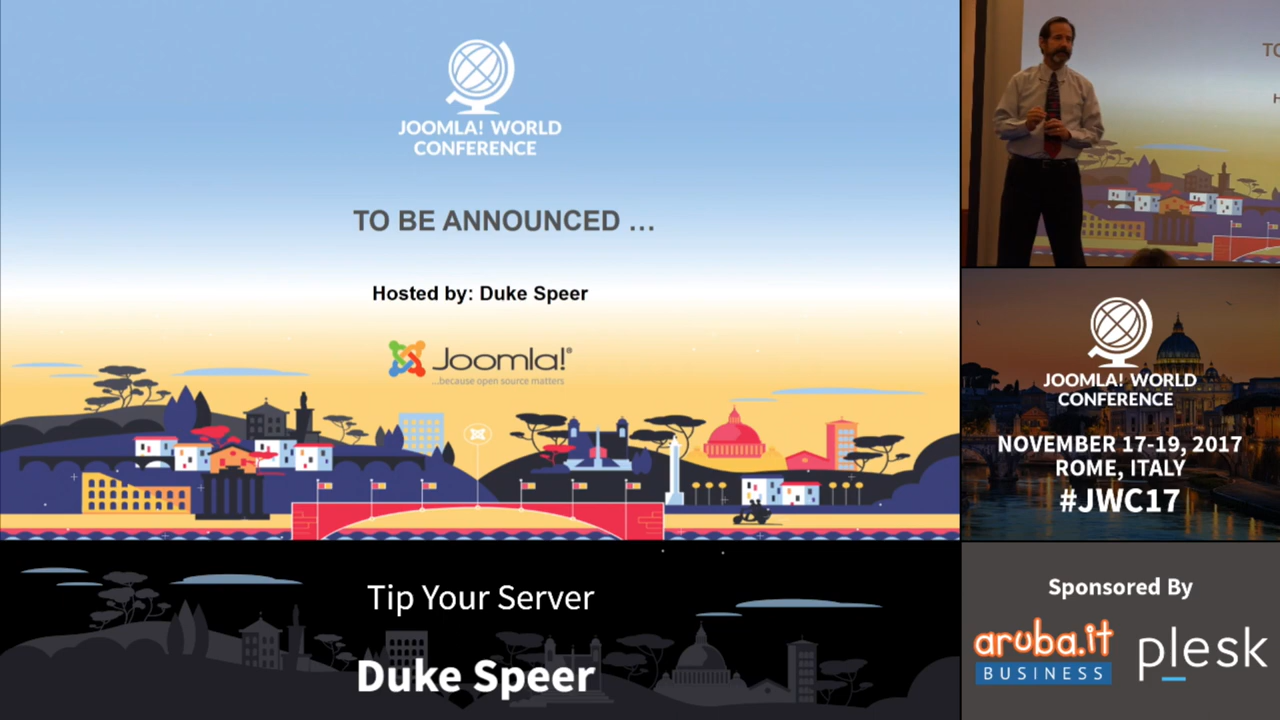 JOOMLA! WORLD
CONFERENCE
TO BE ANNOUNCED ...
Hosted by: Duke Speer
Joomla!®
...because open source matters
Tip Your Server
Duke Speer
TO
H
JOOMLA! WORLD
CONFERENCE
NOVEMBER 17-19, 2017
ROME, ITALY
#JWC17
Sponsored By
aruba.it
BUSINESS
plesk